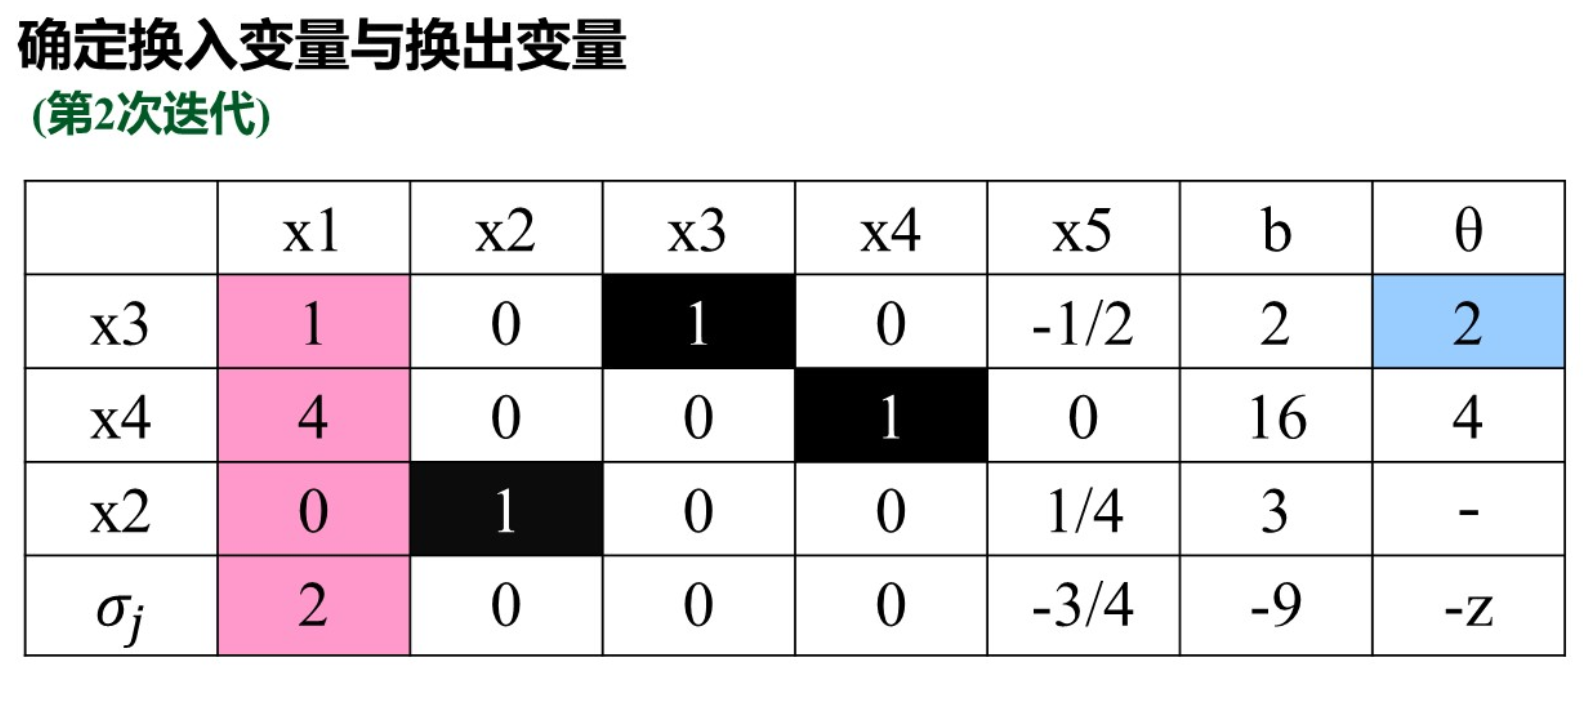 确定换入变量与换出变量
(第2次迭代)
x1 x2 x3 x4 x5 b θ
x3 1 0 1 0 -1/2 2 2
x4 4 0 0 1 0 16 4
x2 0 1 0 0 1/4 3 -
σj 2 0 0 0 -3/4 -9 -z